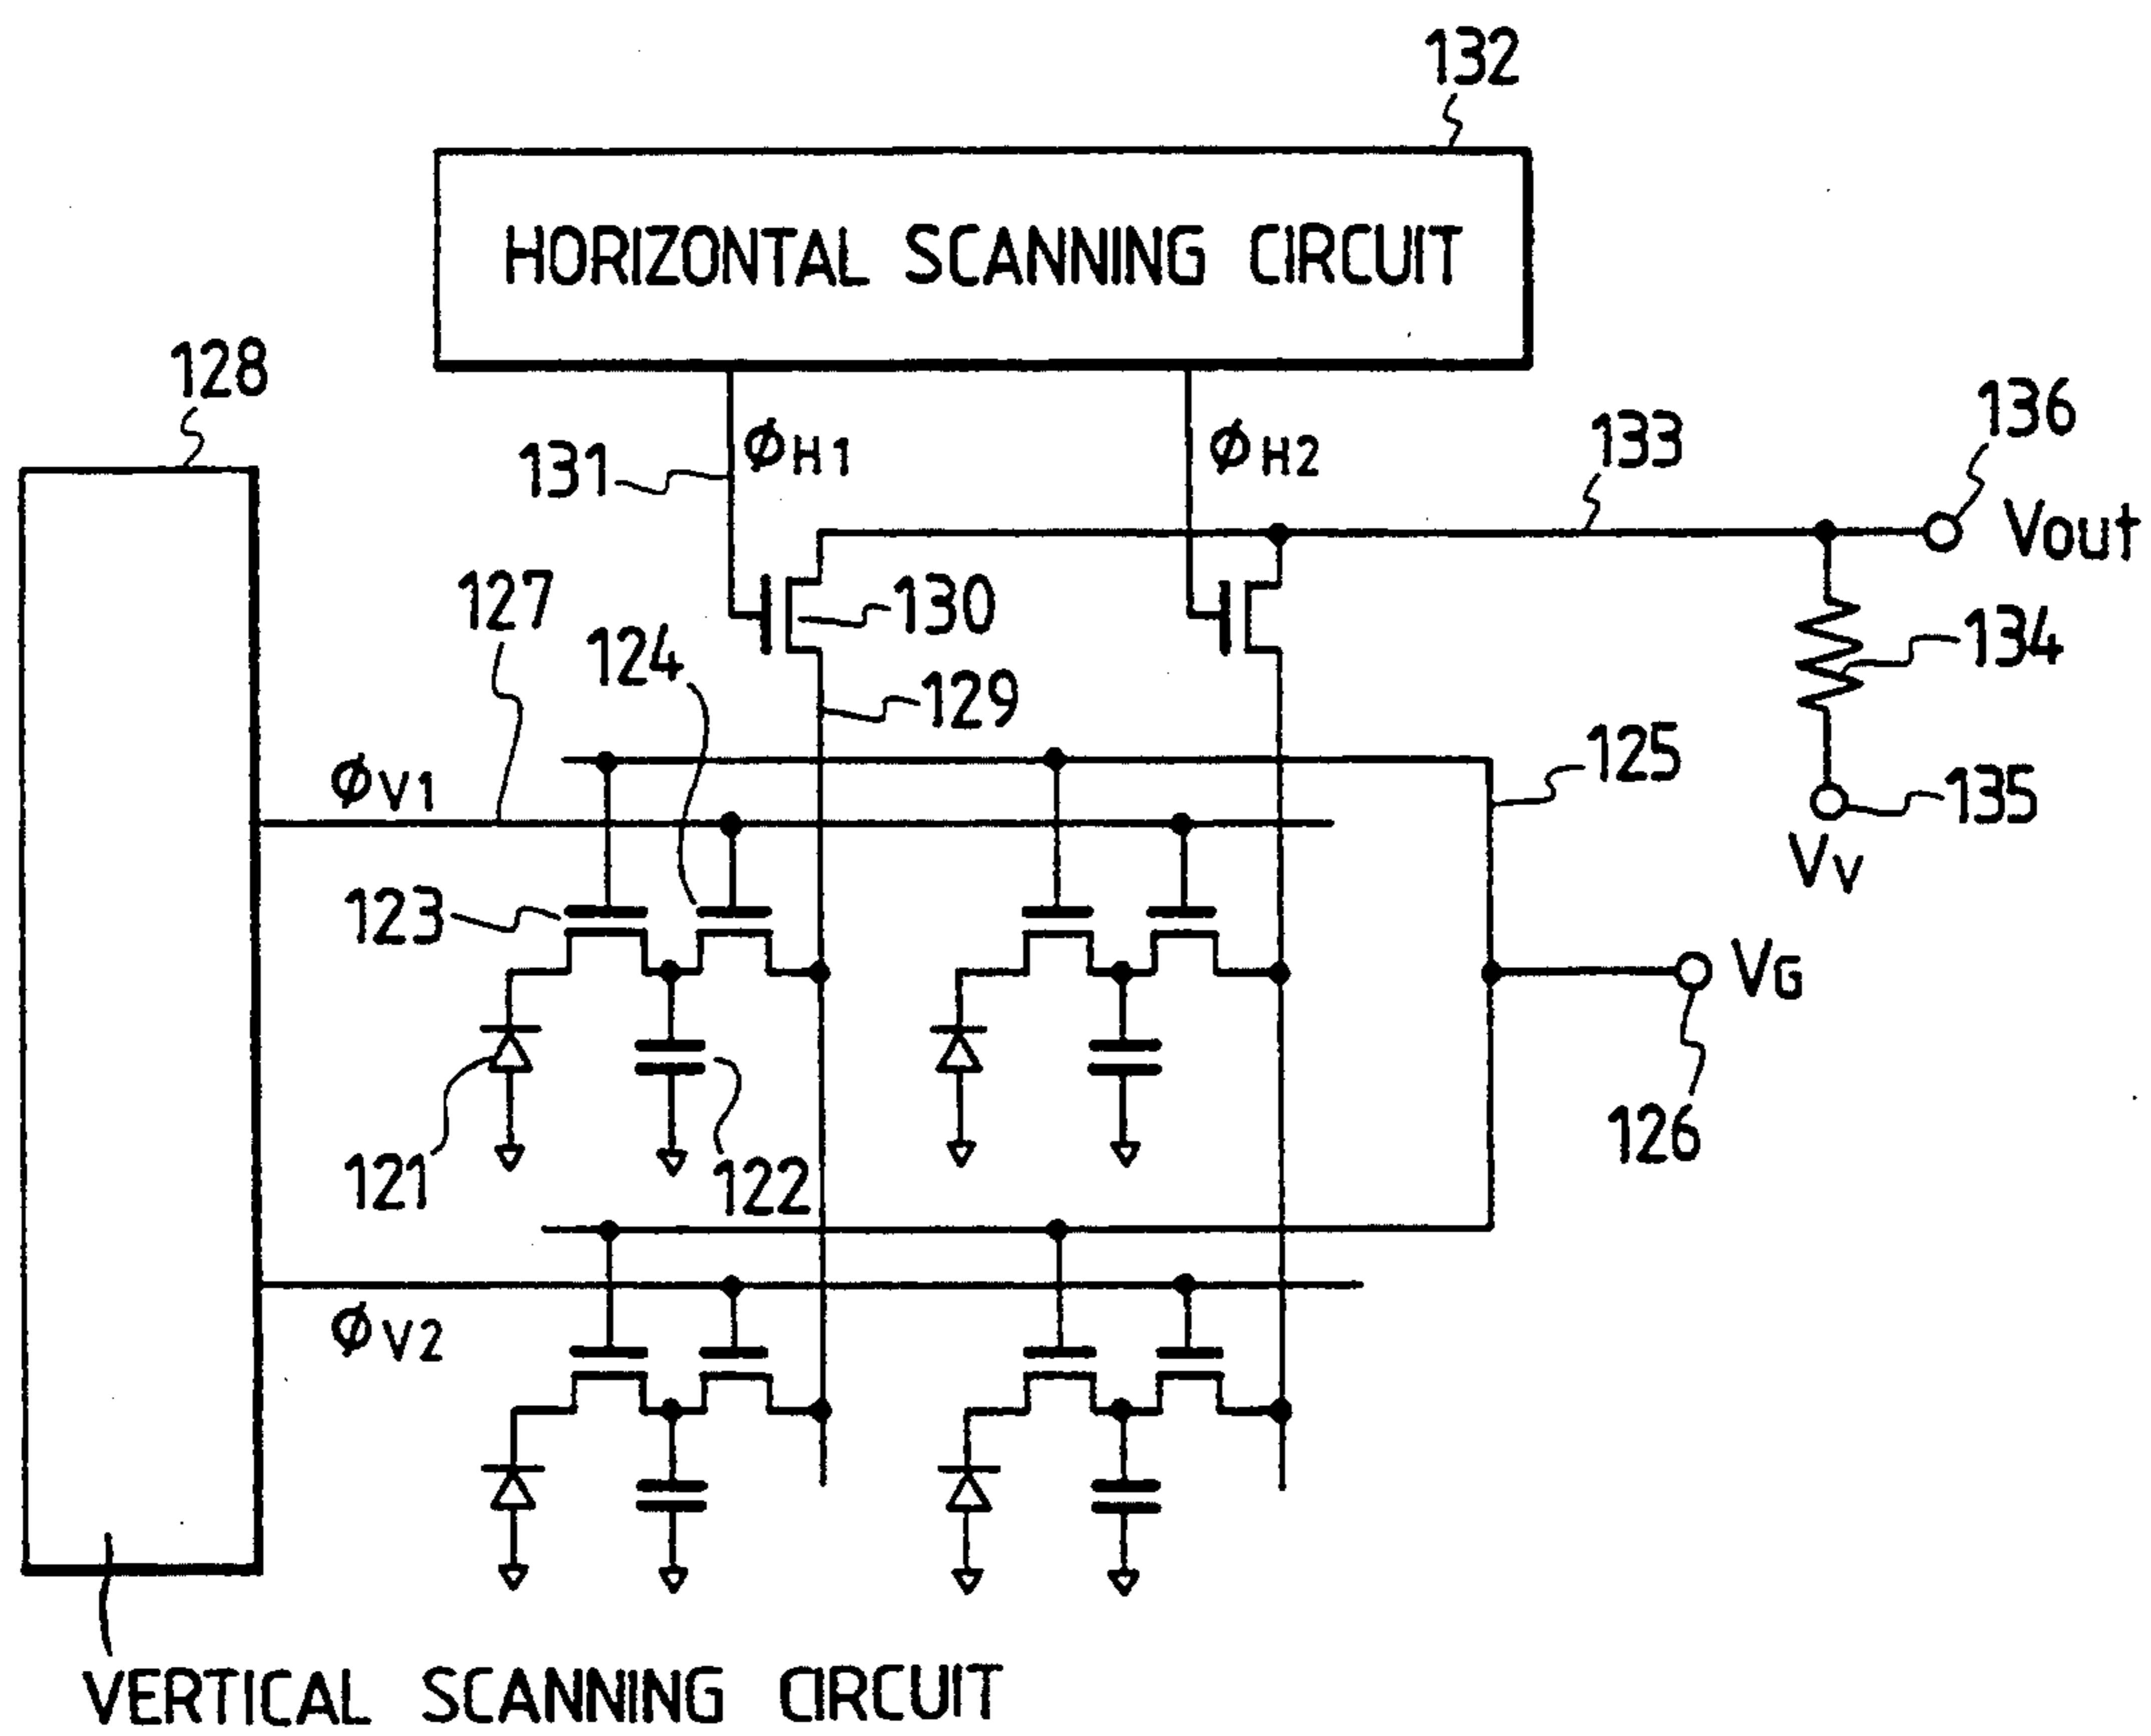 132
HORIZONTAL SCANNING CIRCUIT
128
136
131
ϕH1
ϕH2
133
Vout
127
124
130
134
129
125
135
ϕV1
VV
123
VG
126
121
122
ϕV2
VERTICAL SCANNING CIRCUIT